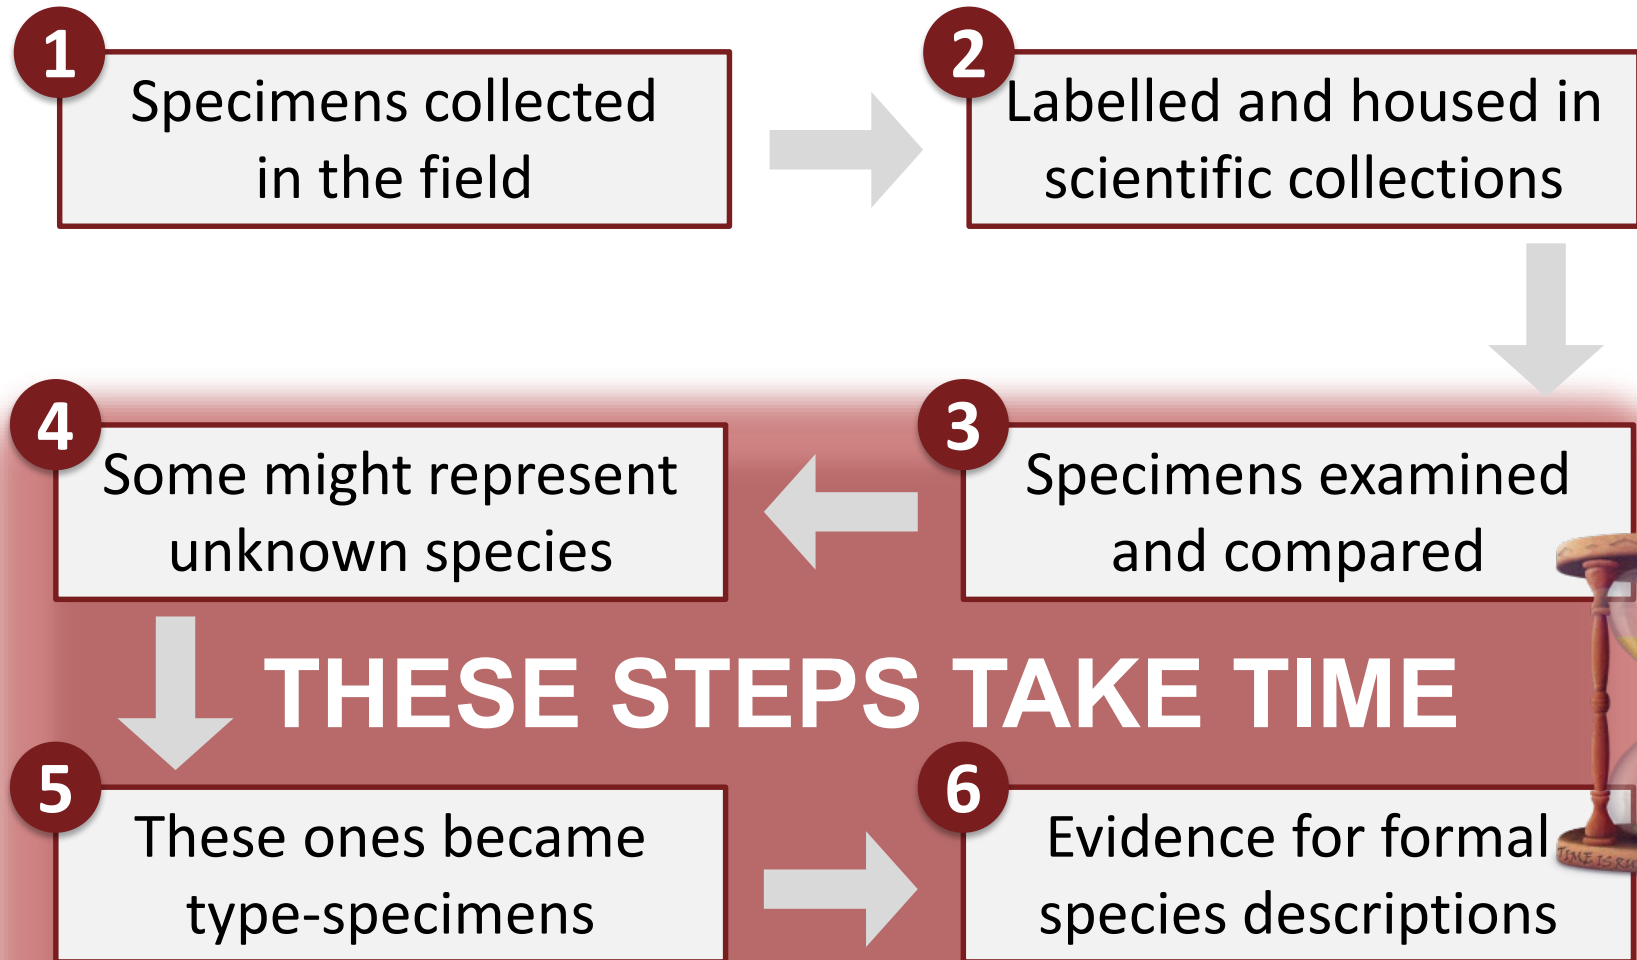 1
Specimens collected
in the field
2
Labelled and housed in
scientific collections
3
Specimens examined
and compared
4
Some might represent
unknown species
THESE STEPS TAKE TIME
5
These ones became
type-specimens
6
Evidence for formal
species descriptions
TIME IS